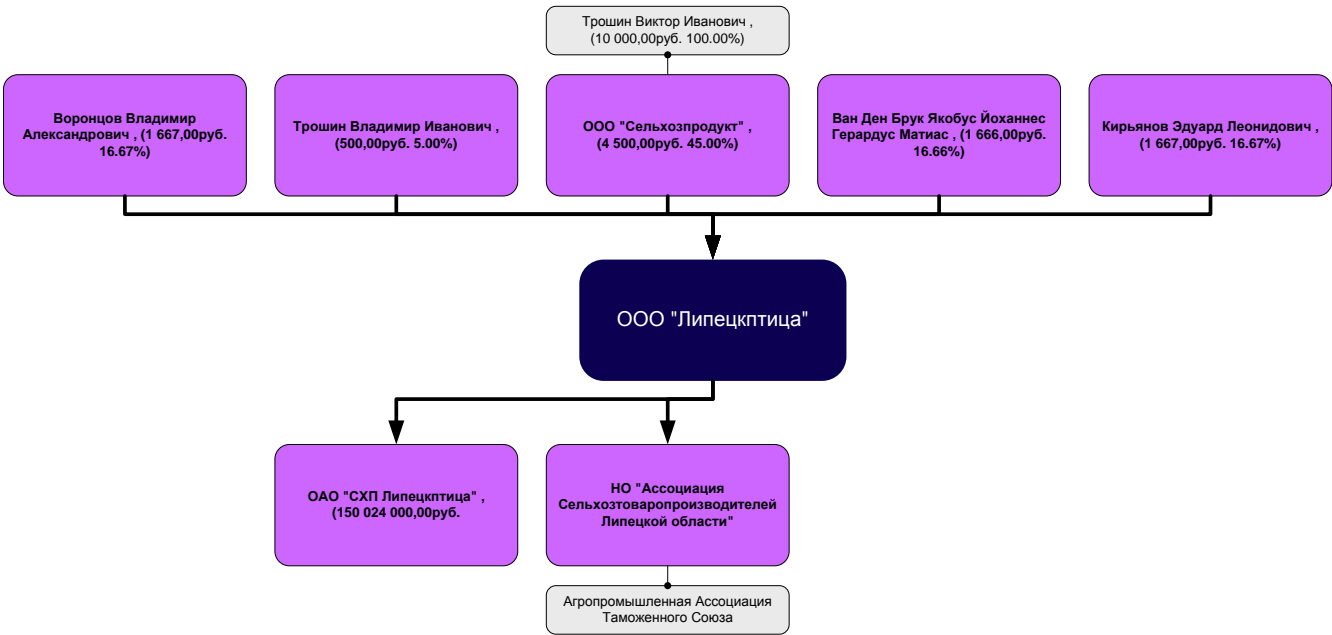 Трошин Виктор Иванович ,
(10 000,00руб. 100.00%)
Воронцов Владимир
Александрович , (1 667,00руб.
16.67%)
Трошин Владимир Иванович ,
(500,00руб. 5.00%)
ООО "Сельхозпродукт" ,
(4 500,00руб. 45.00%)
Ван Ден Брук Якобус Йоханнес
Герардус Матиас , (1 666,00руб.
16.66%)
Кирьянов Эдуард Леонидович ,
(1 667,00руб. 16.67%)
ООО "Липецкптица"
ОАО "СХП Липецкптица" ,
(150 024 000,00руб.
НО "Ассоциация
Сельхозтоваропроизводителей
Липецкой области"
Агропромышленная Ассоциация
Таможенного Союза